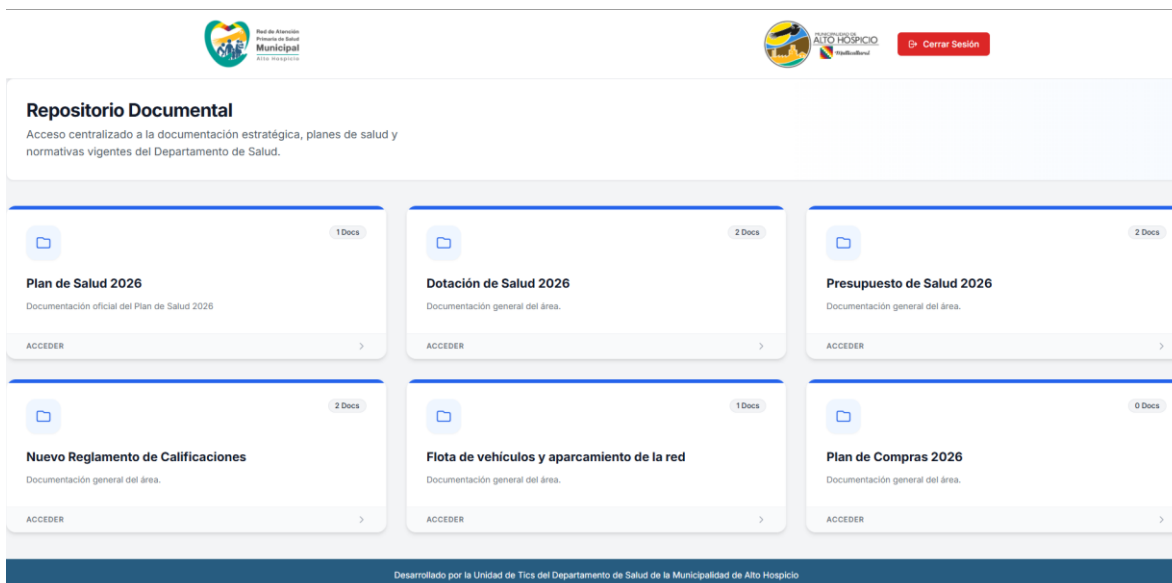 Red de Atención
Primaria de Salud
Municipal
Alto Hospicio
MUNICIPALIDAD DE
ALTO HOSPICIO
Multicultural
Cerrar Sesión
Repositorio Documental
Acceso centralizado a la documentación estratégica, planes de salud y
normativas vigentes del Departamento de Salud.
1 Docs
Plan de Salud 2026
Documentación oficial del Plan de Salud 2026
ACCEDER
2 Docs
Dotación de Salud 2026
Documentación general del área.
ACCEDER
2 Docs
Presupuesto de Salud 2026
Documentación general del área.
ACCEDER
2 Docs
Nuevo Reglamento de Calificaciones
Documentación general del área.
ACCEDER
1 Docs
Flota de vehículos y aparcamiento de la red
Documentación general del área.
ACCEDER
0 Docs
Plan de Compras 2026
Documentación general del área.
ACCEDER
Desarrollado por la Unidad de Tics del Departamento de Salud de la Municipalidad de Alto Hospicio